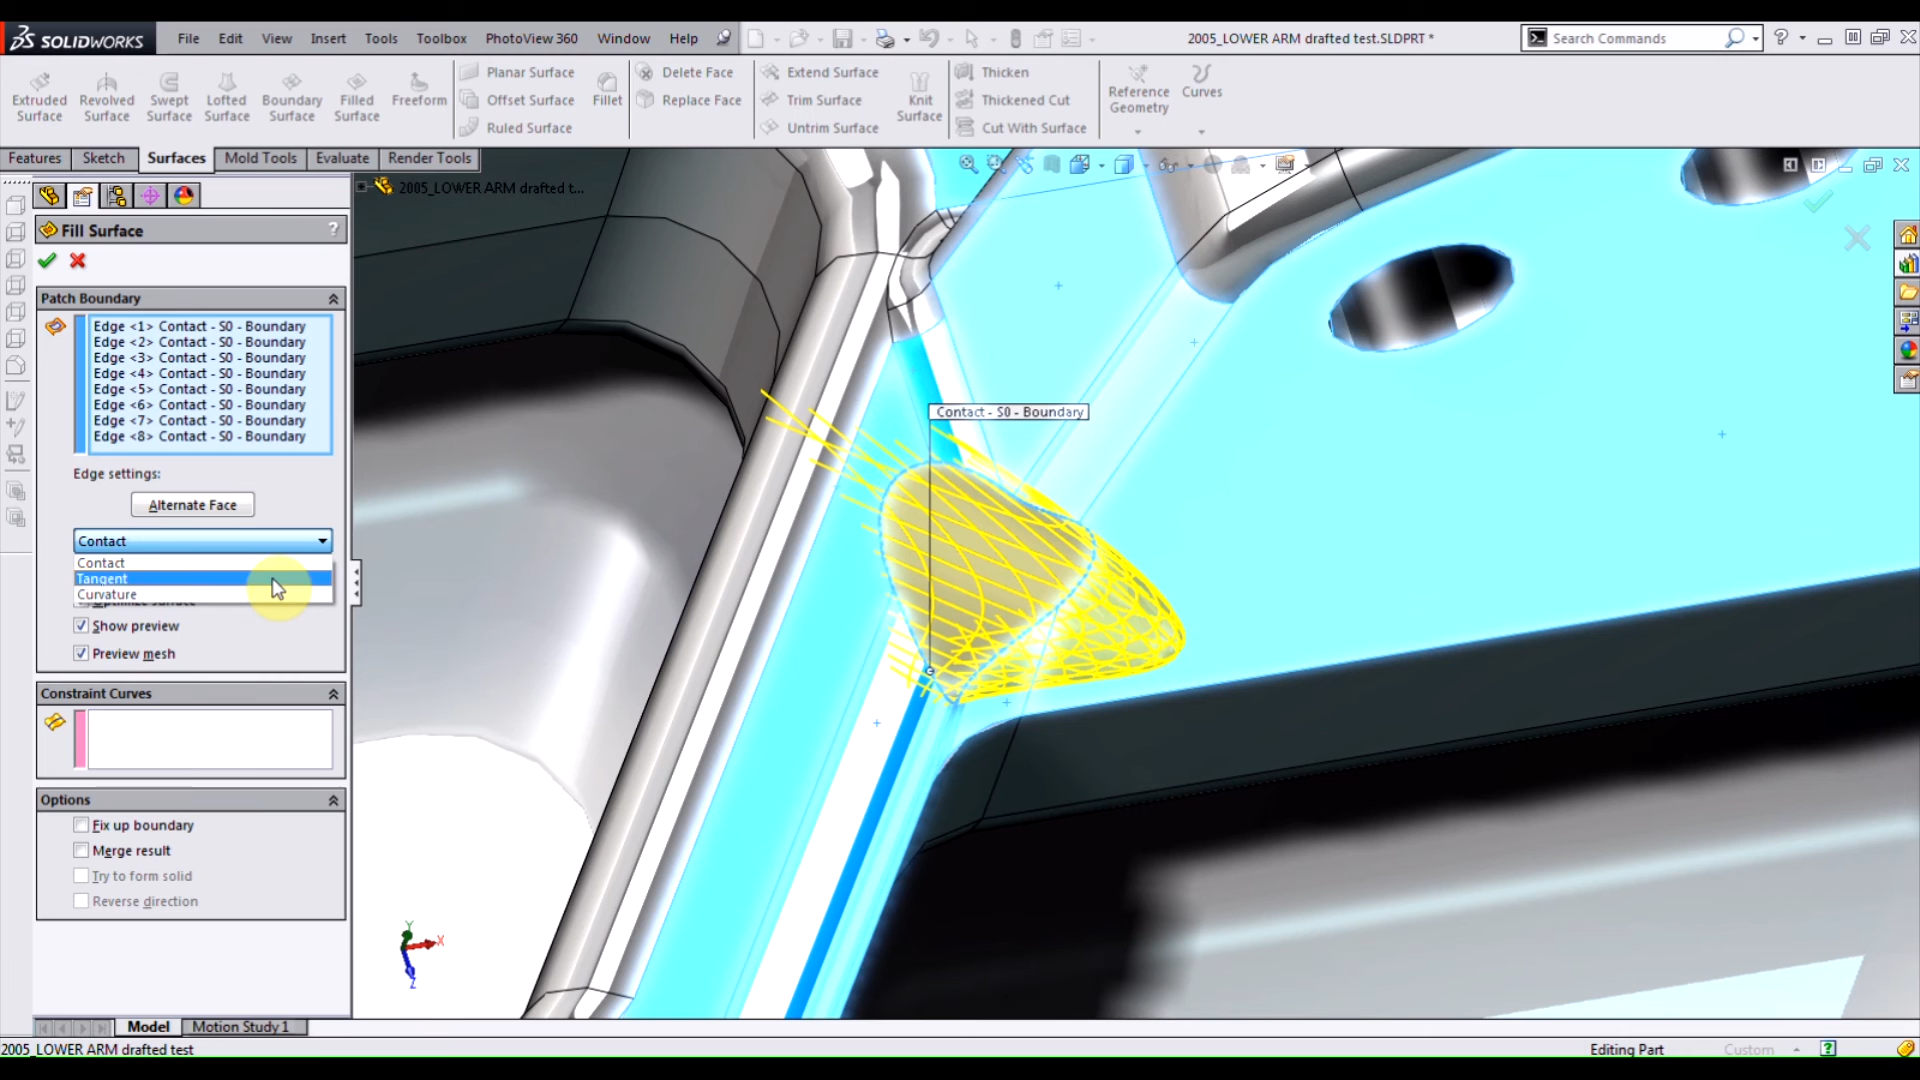 SOLIDWORKS
File Edit View Insert Tools Toolbox PhotoView 360 Window Help
2005_LOWER ARM drafted test.SLDPRT *
Search Commands
Extruded Surface
Revolved Surface
Swept Surface
Lofted Surface
Boundary Surface
Filled Surface
Freeform
Planar Surface
Offset Surface
Ruled Surface
Fillet
Delete Face
Replace Face
Extend Surface
Trim Surface
Untrim Surface
Knit Surface
Thicken
Thickened Cut
Cut With Surface
Reference Geometry
Curves
Features Sketch Surfaces Mold Tools Evaluate Render Tools
2005_LOWER ARM drafted t...
Fill Surface
?
Patch Boundary
Edge <1> Contact - S0 - Boundary
Edge <2> Contact - S0 - Boundary
Edge <3> Contact - S0 - Boundary
Edge <4> Contact - S0 - Boundary
Edge <5> Contact - S0 - Boundary
Edge <6> Contact - S0 - Boundary
Edge <7> Contact - S0 - Boundary
Edge <8> Contact - S0 - Boundary
Edge settings:
Alternate Face
Contact
Contact
Tangent
Curvature
Show preview
Preview mesh
Constraint Curves
Options
Fix up boundary
Merge result
Try to form solid
Reverse direction
Contact - S0 - Boundary
Y
X
Z
Model Motion Study 1
2005_LOWER ARM drafted test
Editing Part
Custom
?